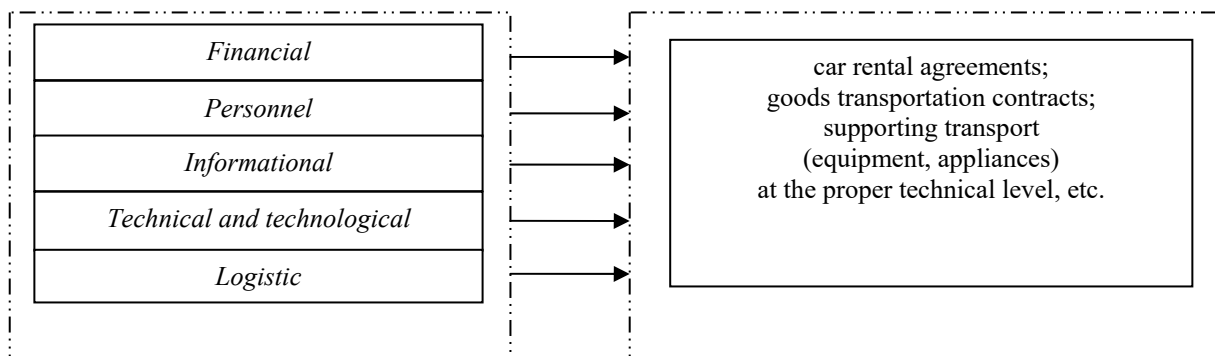 Financial
Personnel
Informational
Technical and technological
Logistic
car rental agreements;
goods transportation contracts;
supporting transport
(equipment, appliances)
at the proper technical level, etc.